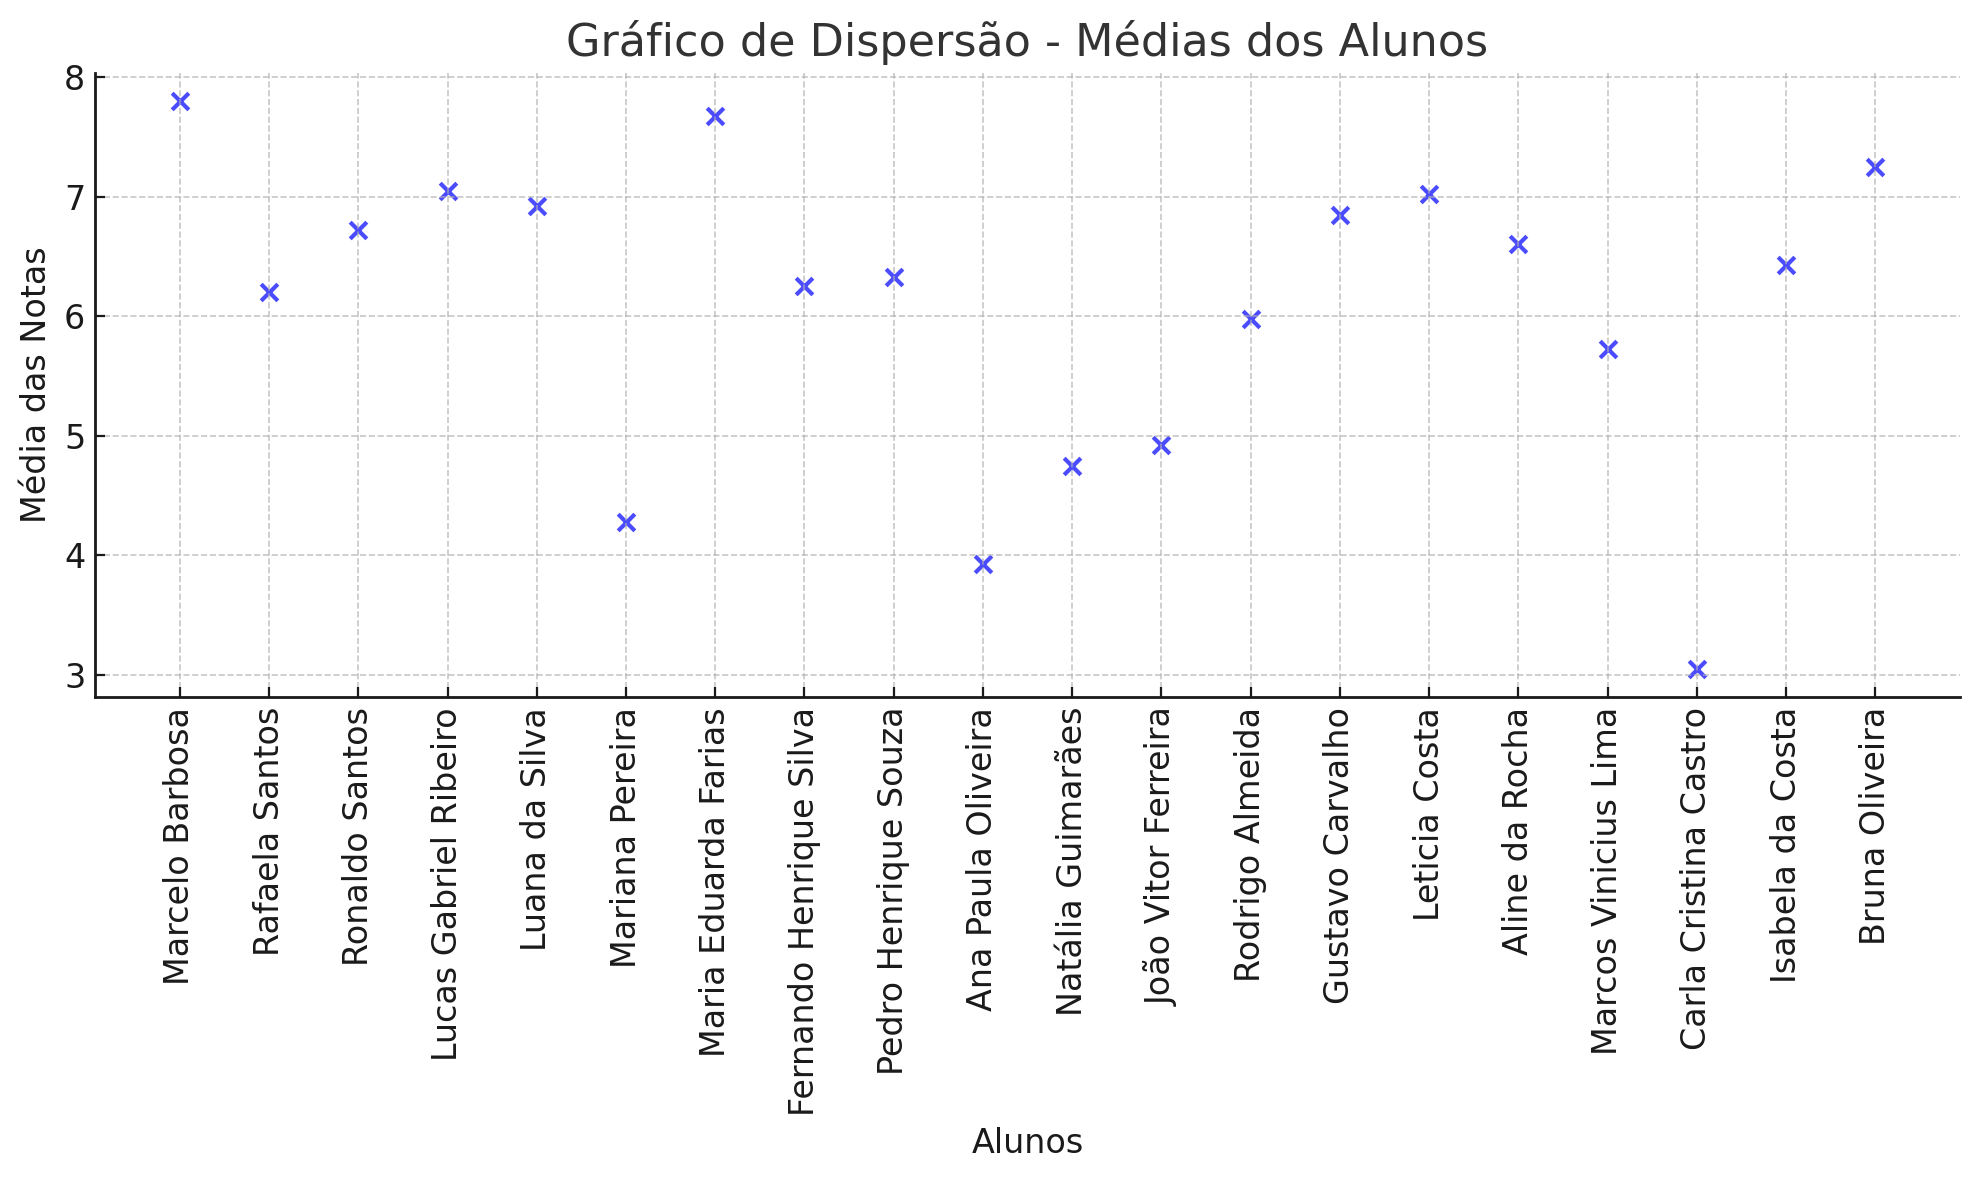 Gráfico de Dispersão - Médias dos Alunos
Média das Notas
8
7
6
5
4
3
Marcelo Barbosa
Rafaela Santos
Ronaldo Santos
Lucas Gabriel Ribeiro
Luana da Silva
Mariana Pereira
Maria Eduarda Farias
Fernando Henrique Silva
Pedro Henrique Souza
Ana Paula Oliveira
Natália Guimarães
João Vitor Ferreira
Rodrigo Almeida
Gustavo Carvalho
Leticia Costa
Aline da Rocha
Marcos Vinicius Lima
Carla Cristina Castro
Isabela da Costa
Bruna Oliveira
Alunos